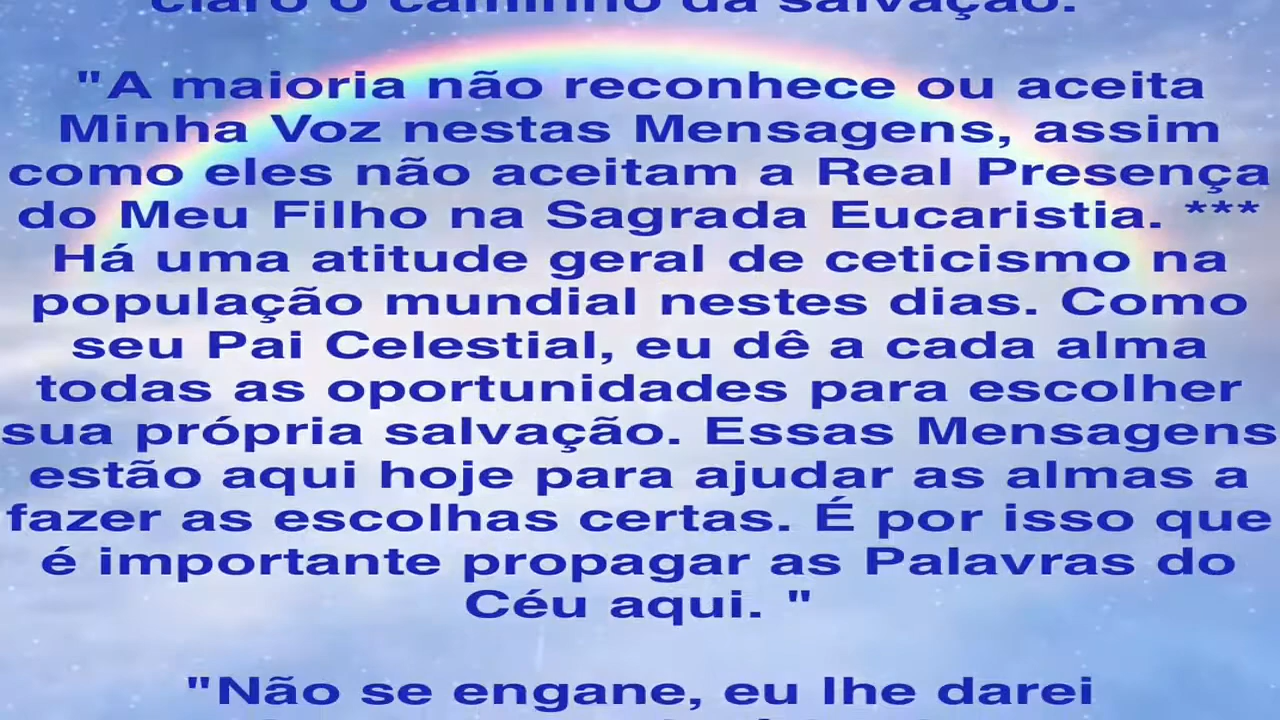 claro o caminho da salvação.
"A maioria não reconhece ou aceita
Minha Voz nestas Mensagens, assim
como eles não aceitam a Real Presença
do Meu Filho na Sagrada Eucaristia. ***
Há uma atitude geral de ceticismo na
população mundial nestes dias. Como
seu Pai Celestial, eu dê a cada alma
todas as oportunidades para escolher
sua própria salvação. Essas Mensagens
estão aqui hoje para ajudar as almas a
fazer as escolhas certas. É por isso que
é importante propagar as Palavras do
Céu aqui. "
"Não se engane, eu lhe darei